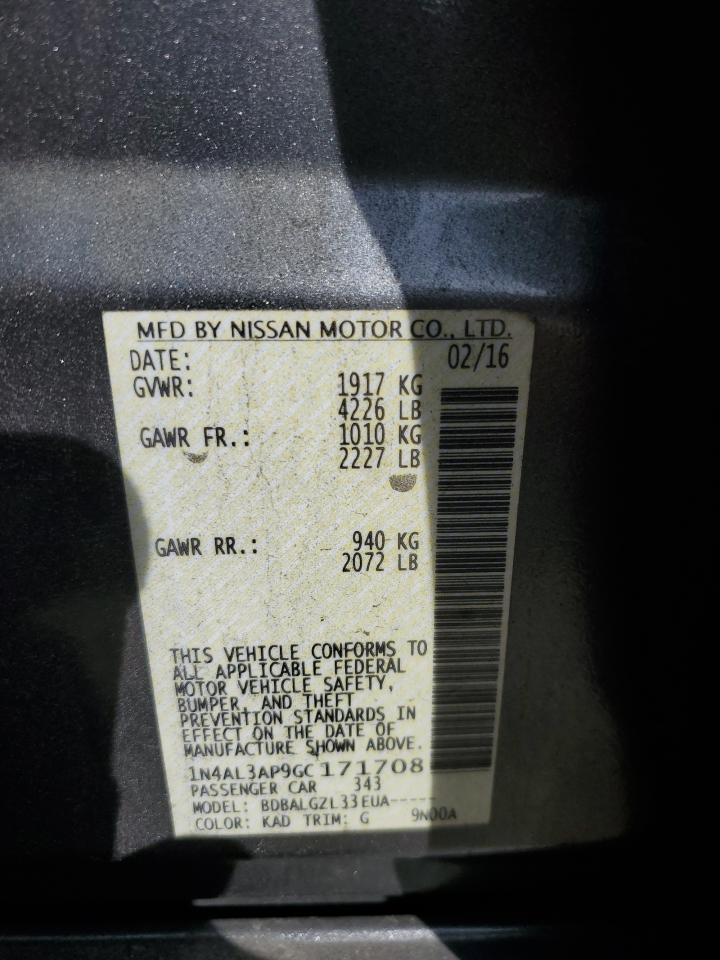 MFD BY NISSAN MOTOR CO., LTD.
DATE: 02/16
GVWR: 1917 KG
4226 LB
GAWR FR.: 1010 KG
2227 LB
GAWR RR.: 940 KG
2072 LB
THIS VEHICLE CONFORMS TO
ALL APPLICABLE FEDERAL
MOTOR VEHICLE SAFETY,
BUMPER, AND THEFT
PREVENTION STANDARDS IN
EFFECT ON THE DATE OF
MANUFACTURE SHOWN ABOVE.
1N4AL3AP9GC171708
PASSENGER CAR 343
MODEL: BDBALGZL33EUA-----
COLOR: KAD TRIM: G 9N00A